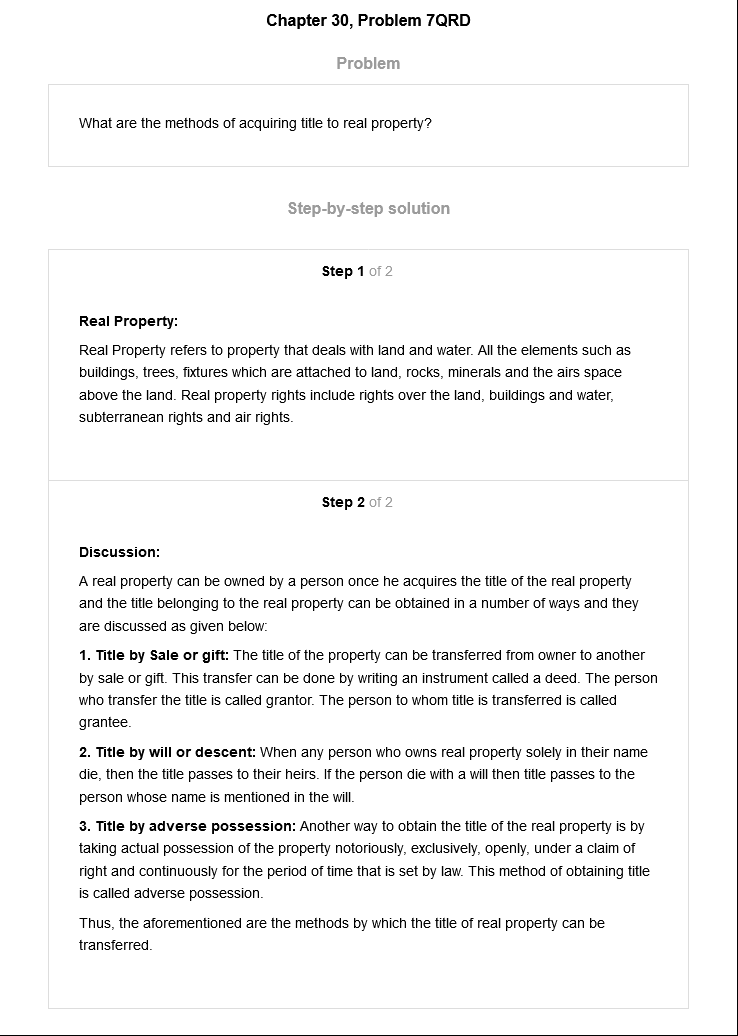 Chapter 30, Problem 7QRD
Problem
What are the methods of acquiring title to real property?
Step-by-step solution
Step 1 of 2
Real Property:
Real Property refers to property that deals with land and water. All the elements such as
buildings, trees, fixtures which are attached to land, rocks, minerals and the airs space
above the land. Real property rights include rights over the land, buildings and water,
subterranean rights and air rights.
Step 2 of 2
Discussion:
A real property can be owned by a person once he acquires the title of the real property
and the title belonging to the real property can be obtained in a number of ways and they
are discussed as given below:
1. Title by Sale or gift: The title of the property can be transferred from owner to another
by sale or gift. This transfer can be done by writing an instrument called a deed. The person
who transfer the title is called grantor. The person to whom title is transferred is called
grantee.
2. Title by will or descent: When any person who owns real property solely in their name
die, then the title passes to their heirs. If the person die with a will then title passes to the
person whose name is mentioned in the will.
3. Title by adverse possession: Another way to obtain the title of the real property is by
taking actual possession of the property notoriously, exclusively, openly, under a claim of
right and continuously for the period of time that is set by law. This method of obtaining title
is called adverse possession.
Thus, the aforementioned are the methods by which the title of real property can be
transferred.